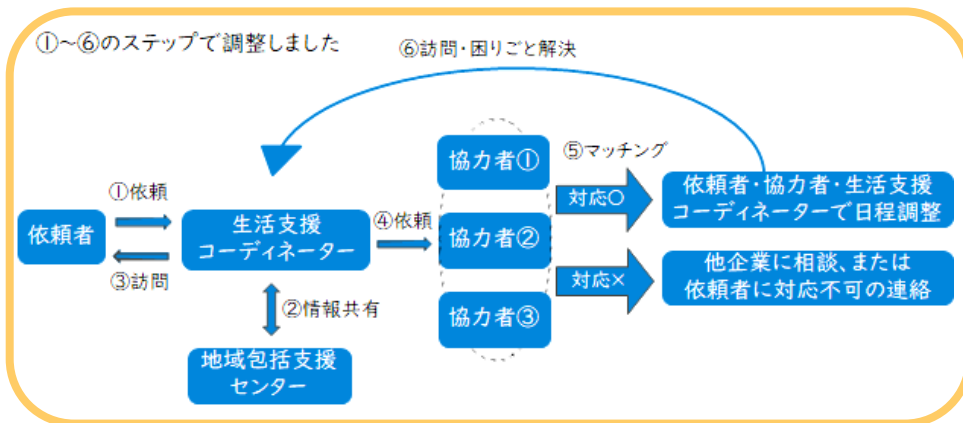 ①～⑥のステップで調整しました
⑥訪問・困りごと解決
①依頼
依頼者
③訪問
生活支援
コーディネーター
②情報共有
地域包括支援
センター
④依頼
協力者①
協力者②
協力者③
⑤マッチング
対応〇
対応×
依頼者・協力者・生活支援
コーディネーターで日程調整
他企業に相談、または
依頼者に対応不可の連絡